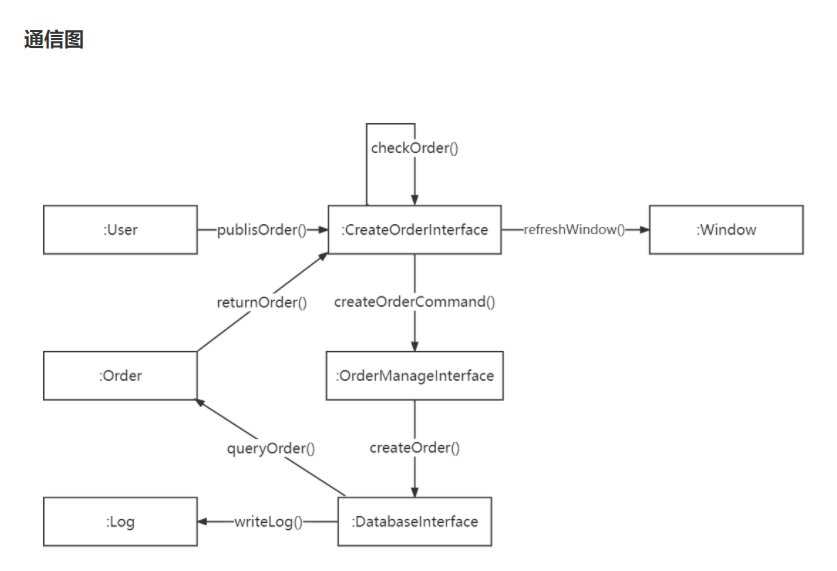 通信图
checkOrder()
:User
publisOrder()
:CreateOrderInterface
refreshWindow()
:Window
returnOrder()
createOrderCommand()
:Order
:OrderManageInterface
queryOrder()
createOrder()
:Log
writeLog()
:DatabaseInterface